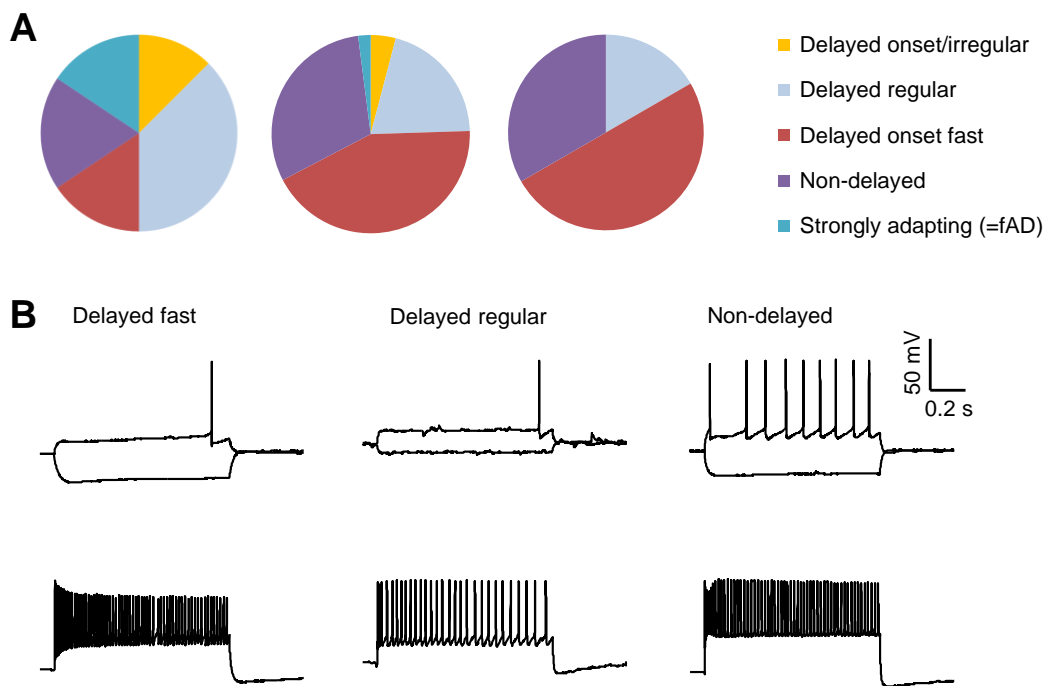 A
Delayed onset/irregular
Delayed regular
Delayed onset fast
Non-delayed
Strongly adapting (=fAD)
B
Delayed fast
Delayed regular
Non-delayed
50 mV
0.2 s